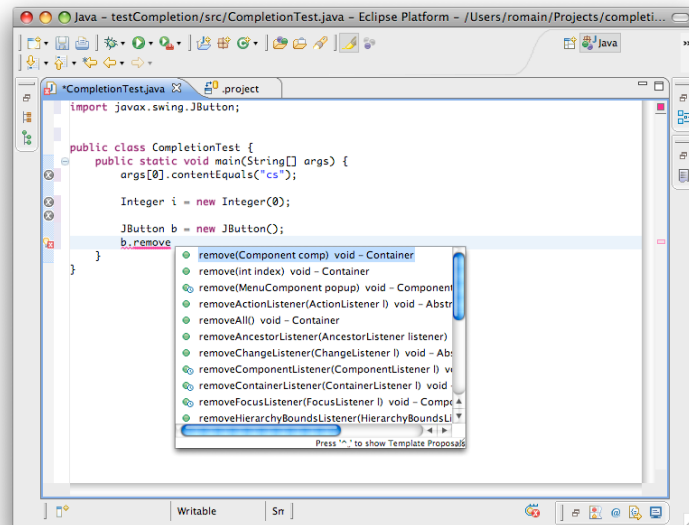 Java – testCompletion/src/CompletionTest.java – Eclipse Platform – /Users/romain/Projects/completi...
Java
*CompletionTest.java
.project
import javax.swing.JButton;
public class CompletionTest {
public static void main(String[] args) {
args[0].contentEquals("cs");
Integer i = new Integer(0);
JButton b = new JButton();
b.remove
}
}
remove(Component comp) void – Container
remove(int index) void – Container
remove(MenuComponent popup) void – Component
removeActionListener(ActionListener l) void – Abstr
removeAll() void – Container
removeAncestorListener(AncestorListener listener)
removeChangeListener(ChangeListener l) void – Abs
removeComponentListener(ComponentListener l) v
removeContainerListener(ContainerListener l) void
removeFocusListener(FocusListener l) void – Compo
removeHierarchyBoundsListener(HierarchyBoundsLi
Press '^.' to show Template Proposals
Writable